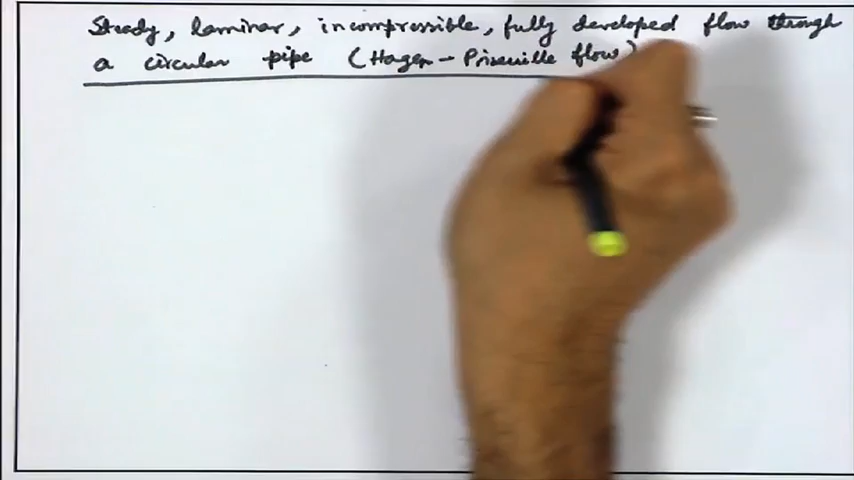 Steady, laminar, incompressible, fully developed flow through
a circular pipe (Hagen - Poiseuille flow)